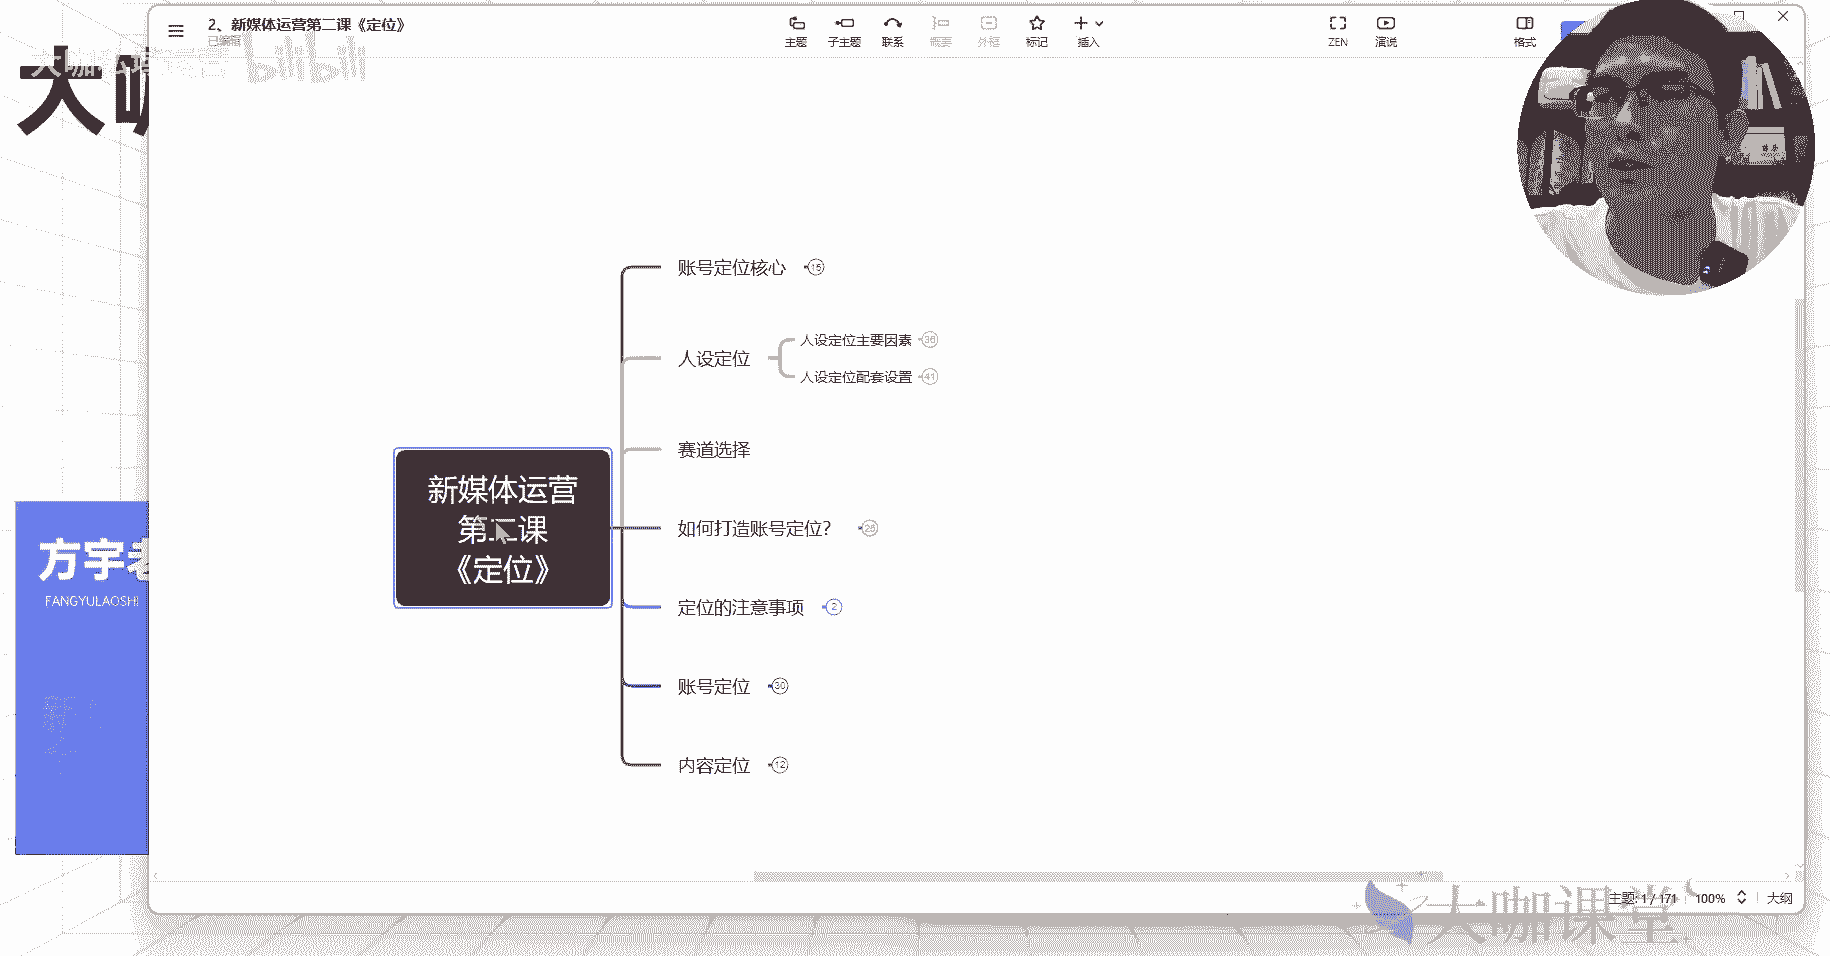 2、新媒体运营第二课《定位》
已编辑
主题
子主题
联系
概要
外框
标记
插入
ZEN
演说
格式
bilibili
大咖
账号定位核心 15
人设定位
人设定位主要因素 36
人设定位配套设置 41
赛道选择
新媒体运营
第二课
《定位》
如何打造账号定位?
定位的注意事项 2
账号定位 30
内容定位 12
方宇老
FANGYULAOSHI
主题: 1 / 171
100%
大纲
大咖课堂